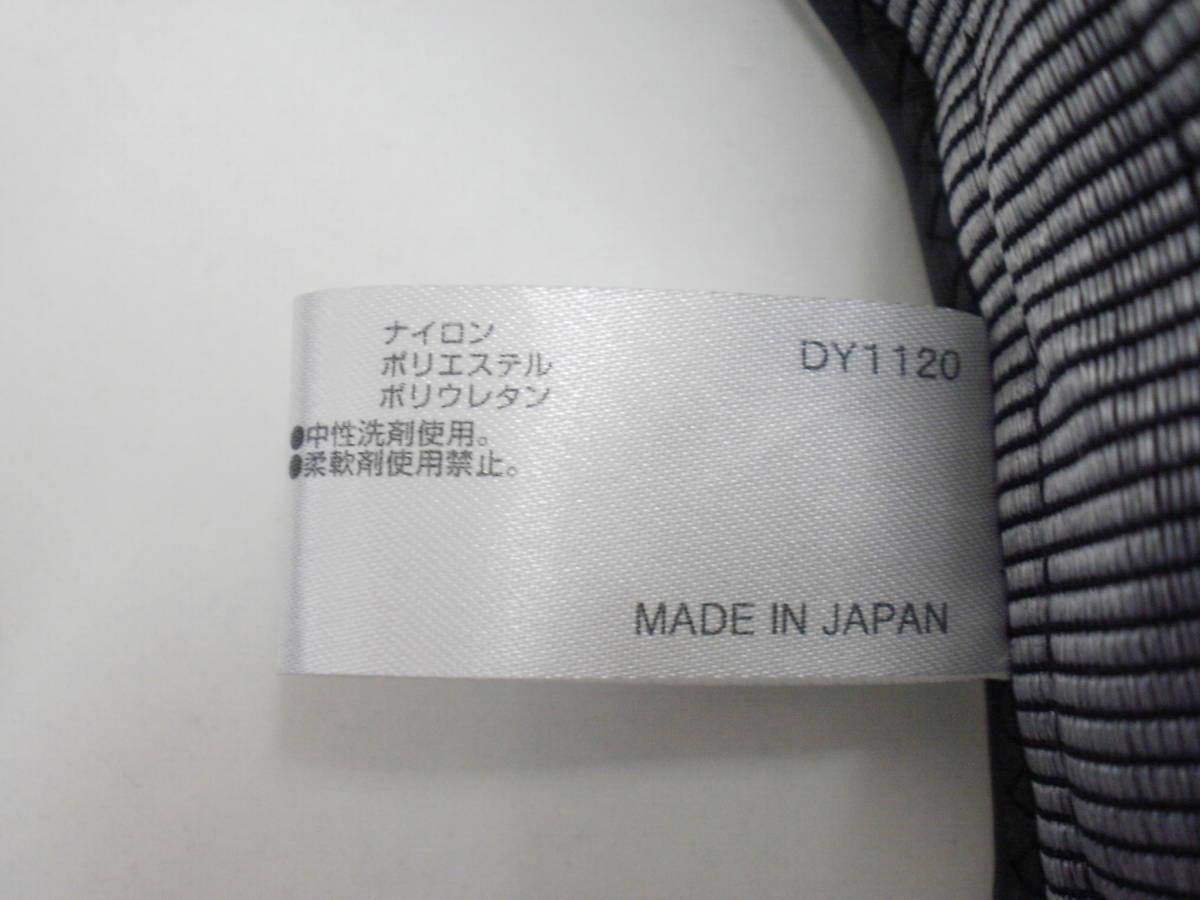 ナイロン
ポリエステル
ポリウレタン
●中性洗剤使用。
●柔軟剤使用禁止。
DY1120
MADE IN JAPAN